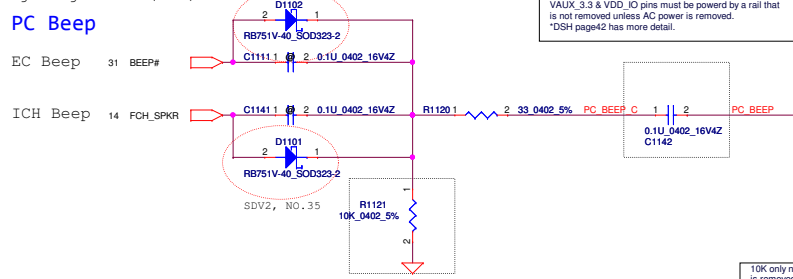 D1102
VAUX_3.3 & VDD_IO pins must be powerd by a rail that
is not removed unless AC power is removed.
*DSH page42 has more detail.
PC Beep
2 1
RB751V-40_SOD323-2
EC Beep 31 BEEP#
C1111 1 @ 2 0.1U_0402_16V4Z
ICH Beep 14 FCH_SPKR
C1141 1 @ 2 0.1U_0402_16V4Z
R1120 1 2 33_0402_5%
PC_BEEP_C 1 2 PC_BEEP
0.1U_0402_16V4Z
C1142
D1101
2 1
RB751V-40_SOD323-2
SDV2, NO.35
R1121
10K_0402_5%
1
2
10K only